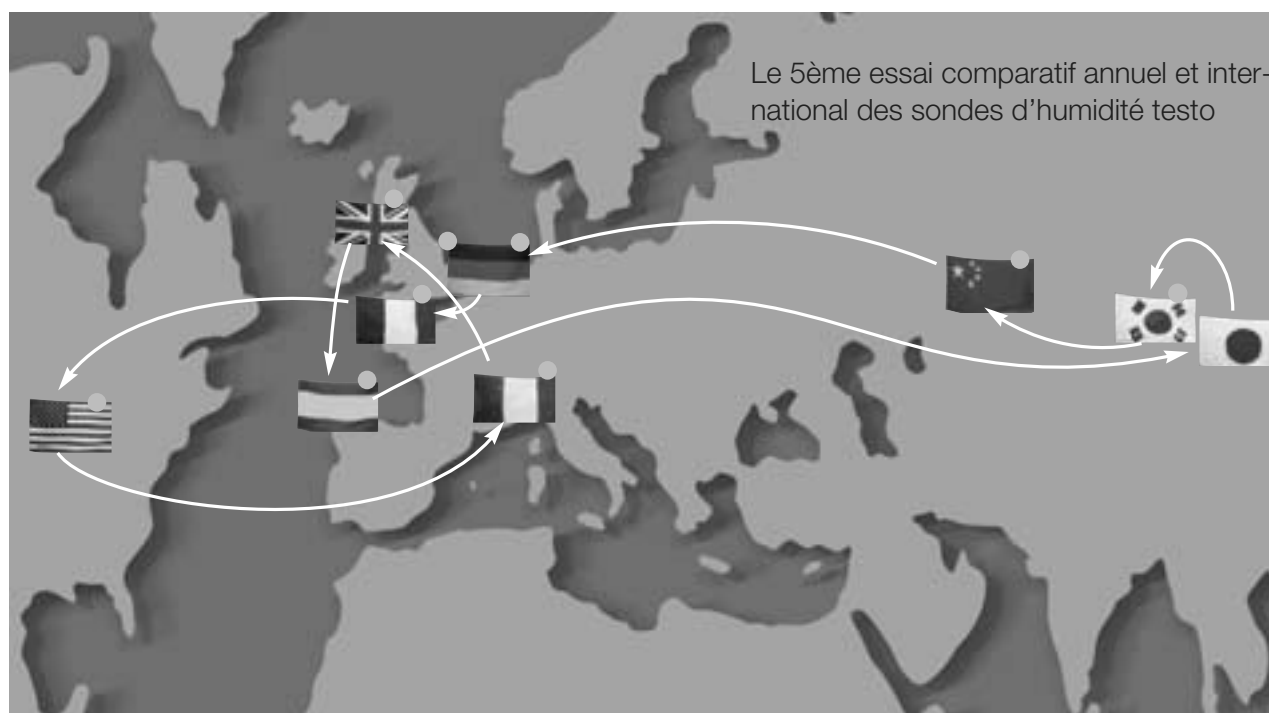 Le 5ème essai comparatif annuel et inter-
national des sondes d'humidité testo